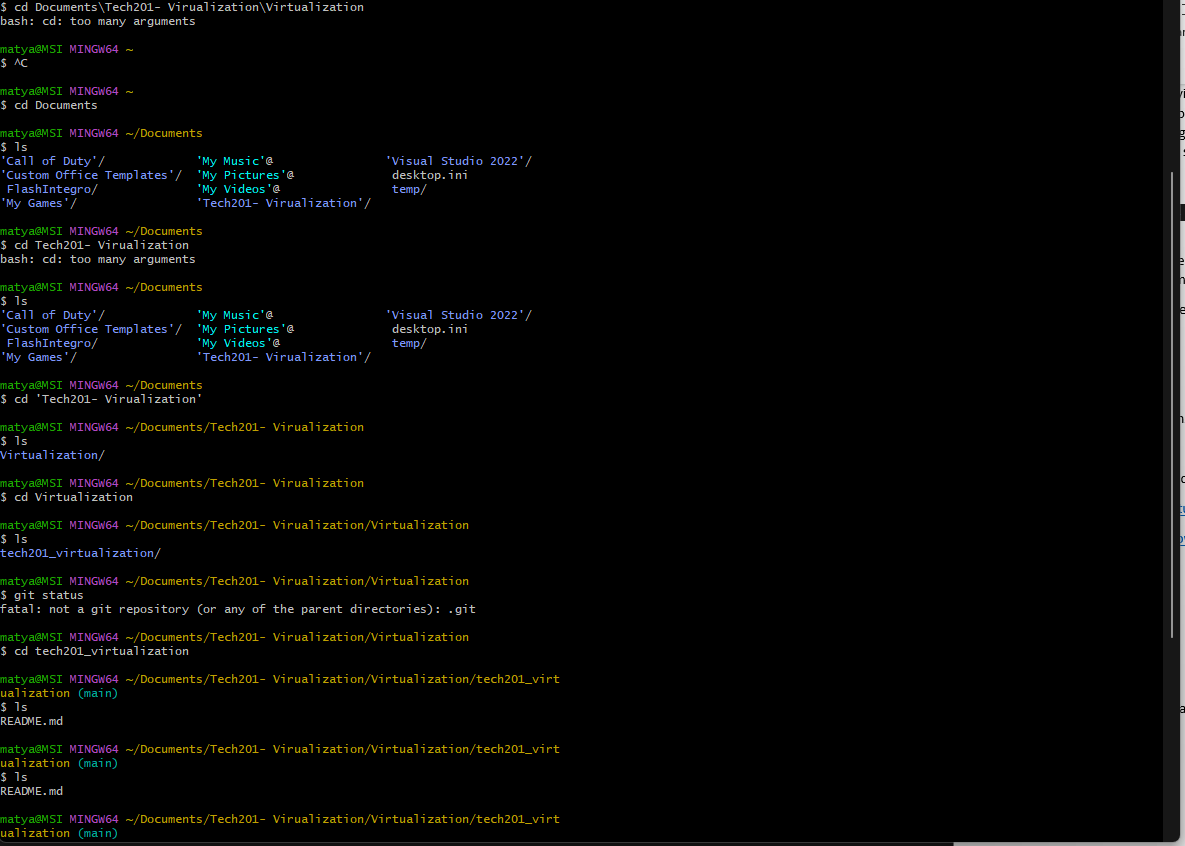 $ cd Documents\Tech201- Virualization\Virtualization
bash: cd: too many arguments
matya@MSI MINGW64 ~
$ ^C
matya@MSI MINGW64 ~
$ cd Documents
matya@MSI MINGW64 ~/Documents
$ ls
'Call of Duty'/ 'My Music'@ 'Visual Studio 2022'/
'Custom Office Templates'/ 'My Pictures'@ desktop.ini
FlashIntegro/ 'My Videos'@ temp/
'My Games'/ 'Tech201- Virualization'/
matya@MSI MINGW64 ~/Documents
$ cd Tech201- Virualization
bash: cd: too many arguments
matya@MSI MINGW64 ~/Documents
$ ls
'Call of Duty'/ 'My Music'@ 'Visual Studio 2022'/
'Custom Office Templates'/ 'My Pictures'@ desktop.ini
FlashIntegro/ 'My Videos'@ temp/
'My Games'/ 'Tech201- Virualization'/
matya@MSI MINGW64 ~/Documents
$ cd 'Tech201- Virualization'
matya@MSI MINGW64 ~/Documents/Tech201- Virualization
$ ls
Virtualization/
matya@MSI MINGW64 ~/Documents/Tech201- Virualization
$ cd Virtualization
matya@MSI MINGW64 ~/Documents/Tech201- Virualization/Virtualization
$ ls
tech201_virtualization/
matya@MSI MINGW64 ~/Documents/Tech201- Virualization/Virtualization
$ git status
fatal: not a git repository (or any of the parent directories): .git
matya@MSI MINGW64 ~/Documents/Tech201- Virualization/Virtualization
$ cd tech201_virtualization
matya@MSI MINGW64 ~/Documents/Tech201- Virualization/Virtualization/tech201_virt
ualization (main)
$ ls
README.md
matya@MSI MINGW64 ~/Documents/Tech201- Virualization/Virtualization/tech201_virt
ualization (main)
$ ls
README.md
matya@MSI MINGW64 ~/Documents/Tech201- Virualization/Virtualization/tech201_virt
ualization (main)